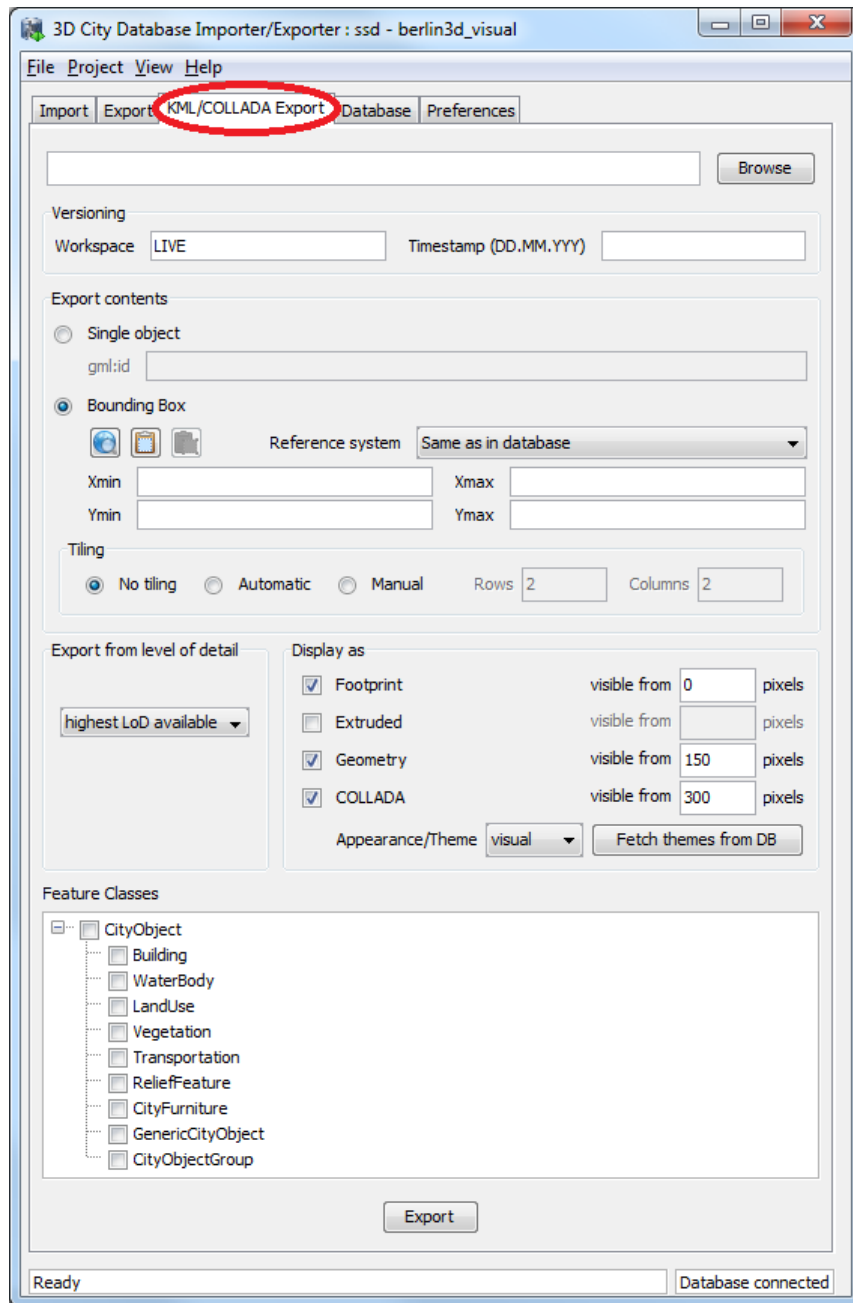 3D City Database Importer/Exporter : ssd - berlin3d_visual
File Project View Help
Import Export KML/COLLADA Export Database Preferences
Browse
Versioning
Workspace LIVE Timestamp (DD.MM.YYY)
Export contents
Single object
gml:id
Bounding Box
Reference system Same as in database
Xmin Xmax
Ymin Ymax
Tiling
No tiling Automatic Manual Rows 2 Columns 2
Export from level of detail Display as
Footprint visible from 0 pixels
highest LoD available Extruded visible from pixels
Geometry visible from 150 pixels
COLLADA visible from 300 pixels
Appearance/Theme visual Fetch themes from DB
Feature Classes
CityObject
Building
WaterBody
LandUse
Vegetation
Transportation
ReliefFeature
CityFurniture
GenericCityObject
CityObjectGroup
Export
Ready Database connected